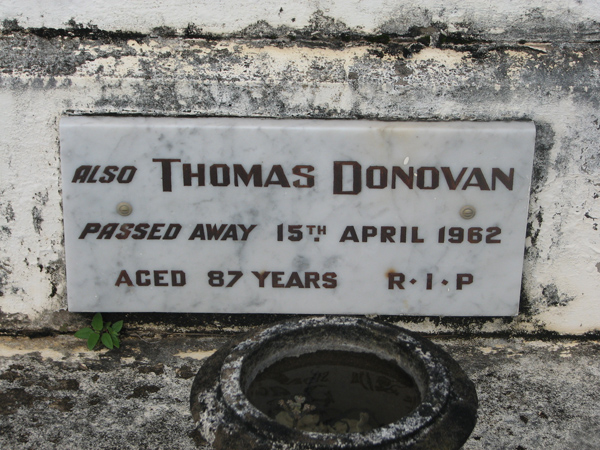 ALSO THOMAS DONOVAN
PASSED AWAY 15TH APRIL 1962
AGED 87 YEARS R·I·P